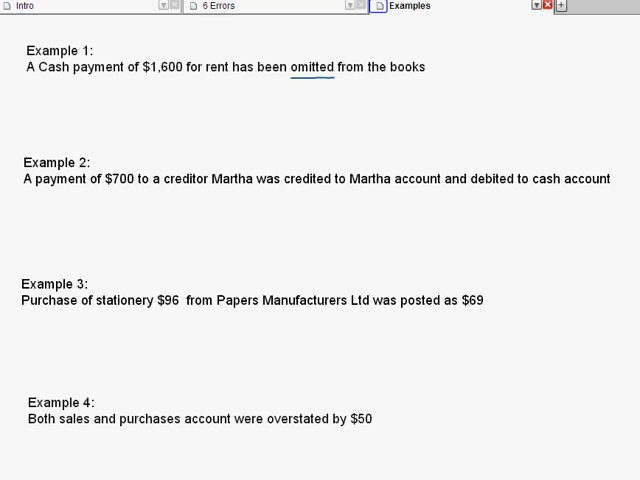 Intro
6 Errors
Examples
Example 1:
A Cash payment of $1,600 for rent has been omitted from the books
Example 2:
A payment of $700 to a creditor Martha was credited to Martha account and debited to cash account
Example 3:
Purchase of stationery $96 from Papers Manufacturers Ltd was posted as $69
Example 4:
Both sales and purchases account were overstated by $50